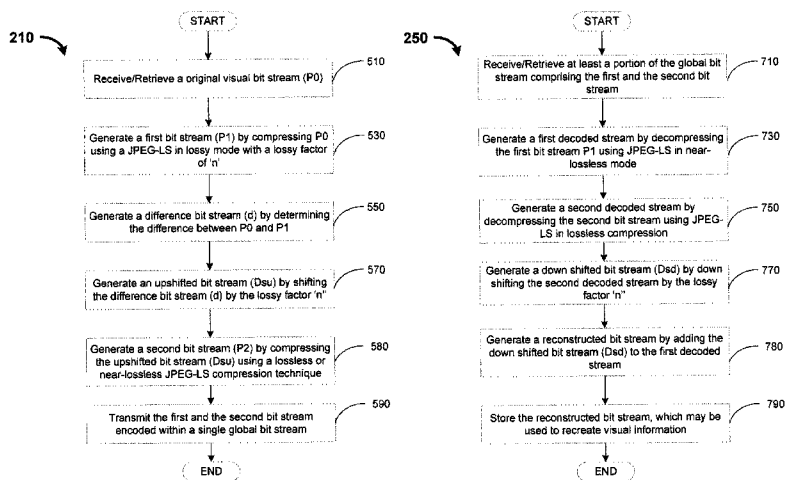 210
START
Receive/Retrieve a original visual bit stream (P0)
510
Generate a first bit stream (P1) by compressing P0
using a JPEG-LS in lossy mode with a lossy factor
of 'n'
530
Generate a difference bit stream (d) by determining
the difference between P0 and P1
550
Generate an upshifted bit stream (Dsu) by shifting
the difference bit stream (d) by the lossy factor 'n"
570
Generate a second bit stream (P2) by compressing
the upshifted bit stream (Dsu) using a lossless or
near-lossless JPEG-LS compression technique
580
Transmit the first and the second bit stream
encoded within a single global bit stream
590
END
250
START
Receive/Retrieve at least a portion of the global bit
stream comprising the first and the second bit
stream
710
Generate a first decoded stream by decompressing
the first bit stream P1 using JPEG-LS in near-
lossless mode
730
Generate a second decoded stream by
decompressing the second bit stream using JPEG-
LS in lossless compression
750
Generate a down shifted bit stream (Dsd) by down
shifting the second decoded stream by the lossy
factor 'n"
770
Generate a reconstructed bit stream by adding the
down shifted bit stream (Dsd) to the first decoded
stream
780
Store the reconstructed bit stream, which may be
used to recreate visual information
790
END